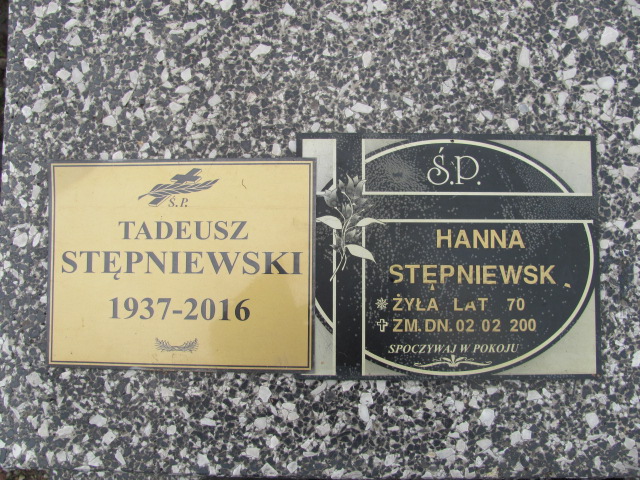 Ś.P.
TADEUSZ
STĘPNIEWSKI
1937-2016
Ś.P.
HANNA
STĘPNIEWSK
ŻYŁA LAT 70
ZM. DN. 02 02 200
SPOCZYWAJ W POKOJU